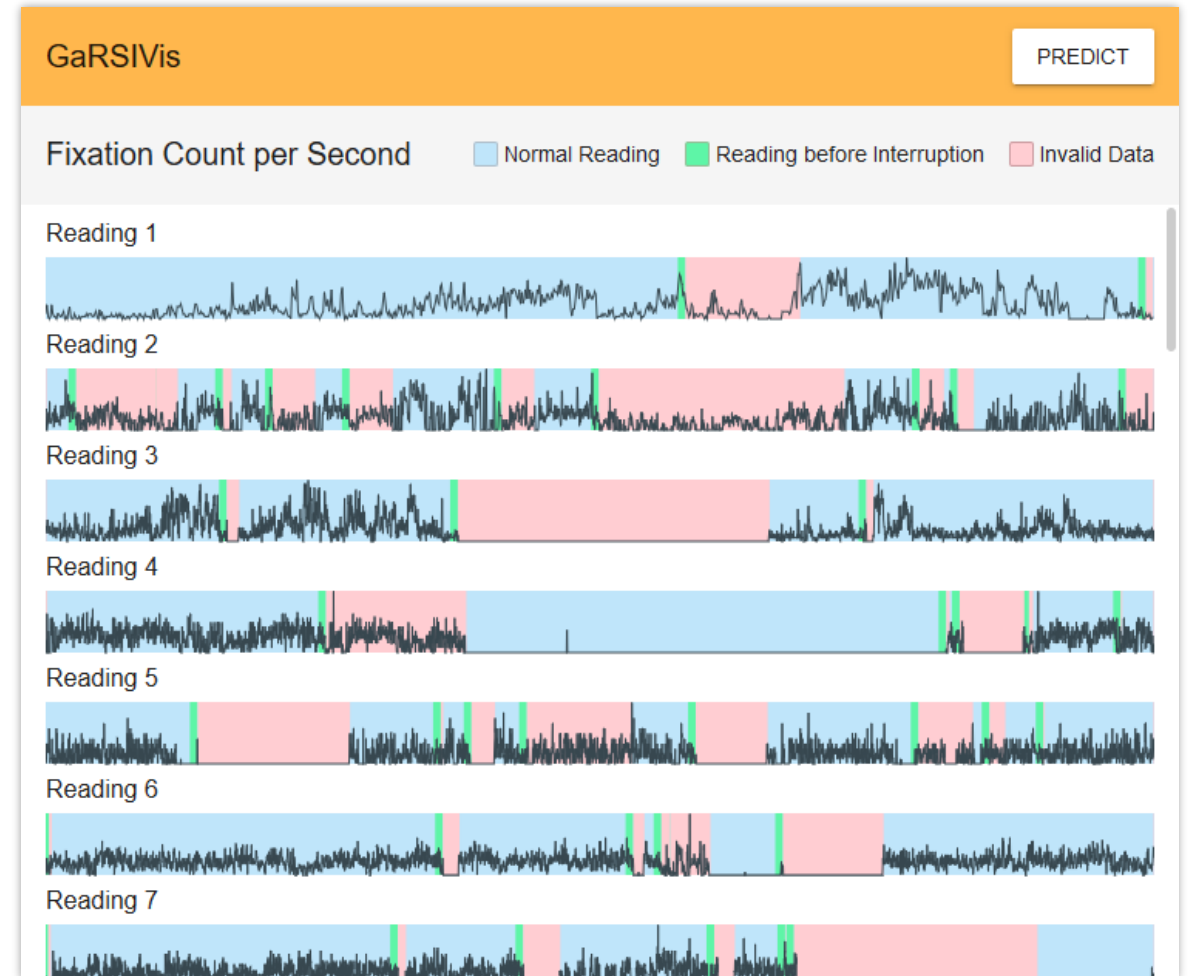 GaRSIVis
PREDICT
Fixation Count per Second
Normal Reading
Reading before Interruption
Invalid Data
Reading 1
Reading 2
Reading 3
Reading 4
Reading 5
Reading 6
Reading 7